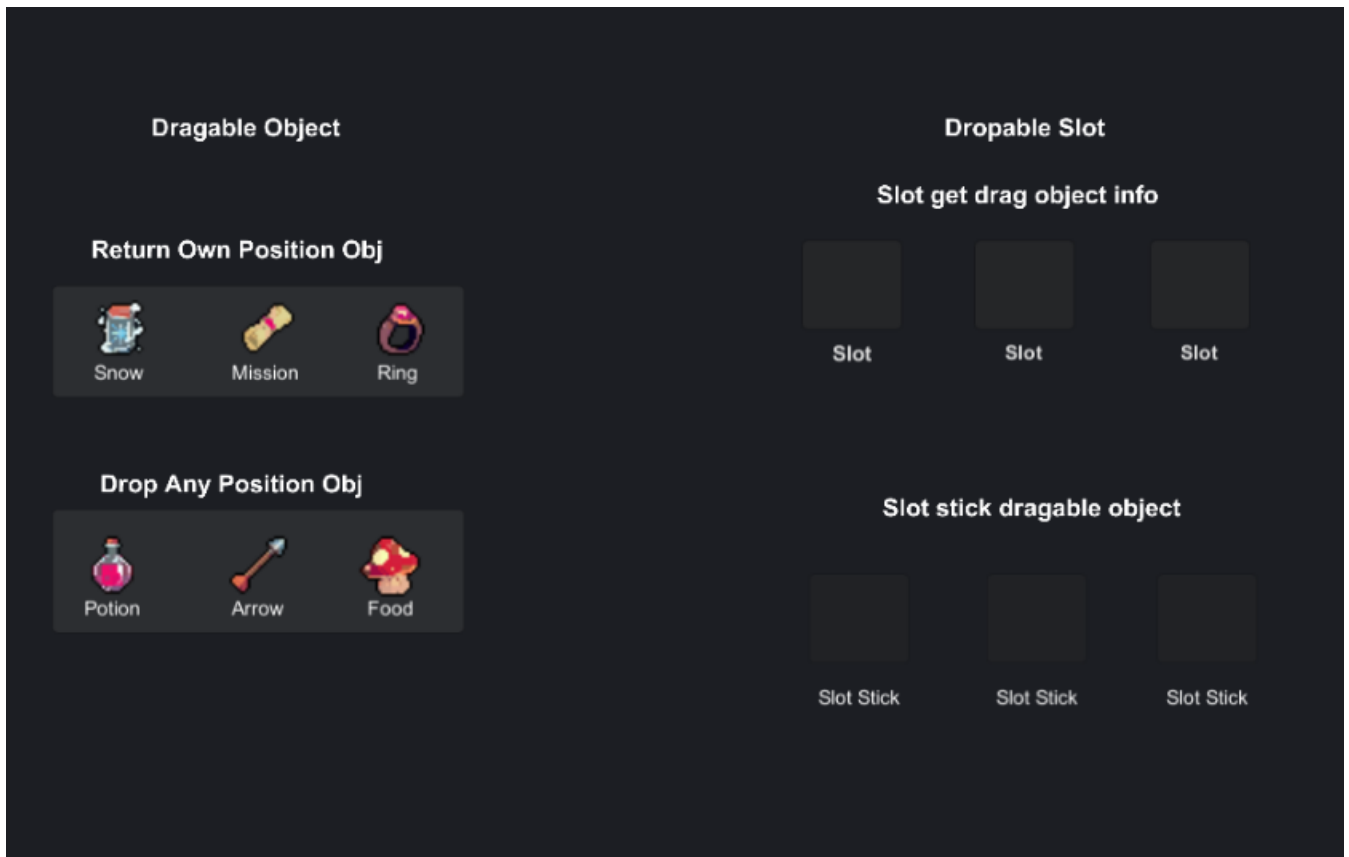 Dragable Object
Return Own Position Obj
Snow Mission Ring
Drop Any Position Obj
Potion Arrow Food
Dropable Slot
Slot get drag object info
Slot Slot Slot
Slot stick dragable object
Slot Stick Slot Stick Slot Stick